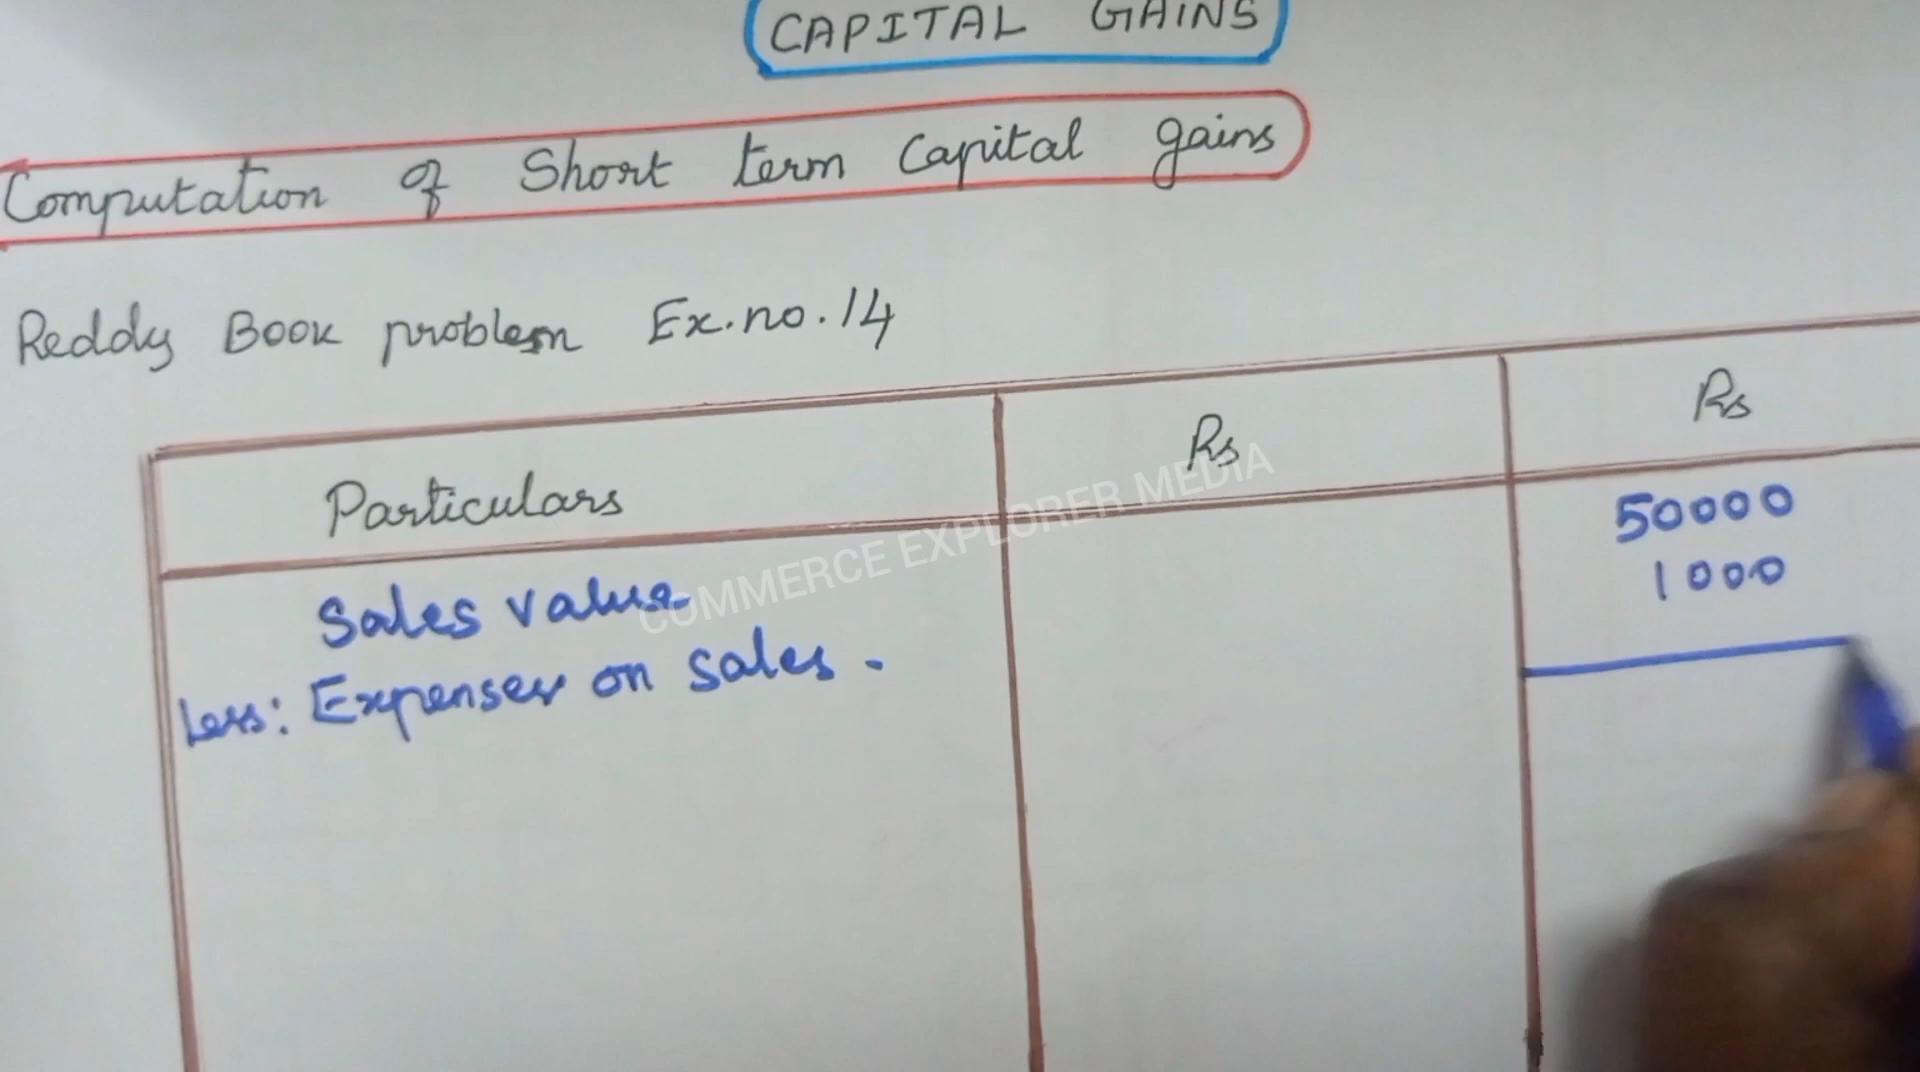 CAPITAL GAINS
Computation of Short term Capital gains
Reddy Book problem Ex.no.14
Particulars Rs Rs
Sales value 50000
Less: Expenses on sales. 1000
COMMERCE EXPLORER MEDIA